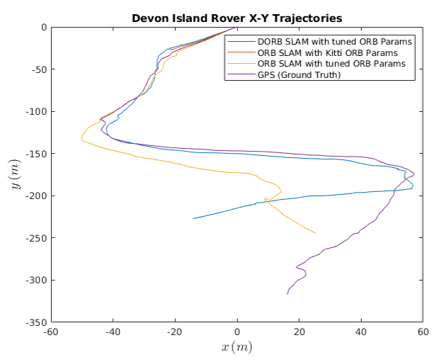 Devon Island Rover X-Y Trajectories
DORB SLAM with tuned ORB Params
ORB SLAM with Kitti ORB Params
ORB SLAM with tuned ORB Params
GPS (Ground Truth)
0
-50
-100
-150
-200
-250
-300
-350
y (m)
-60 -40 -20 0 20 40 60
x (m)